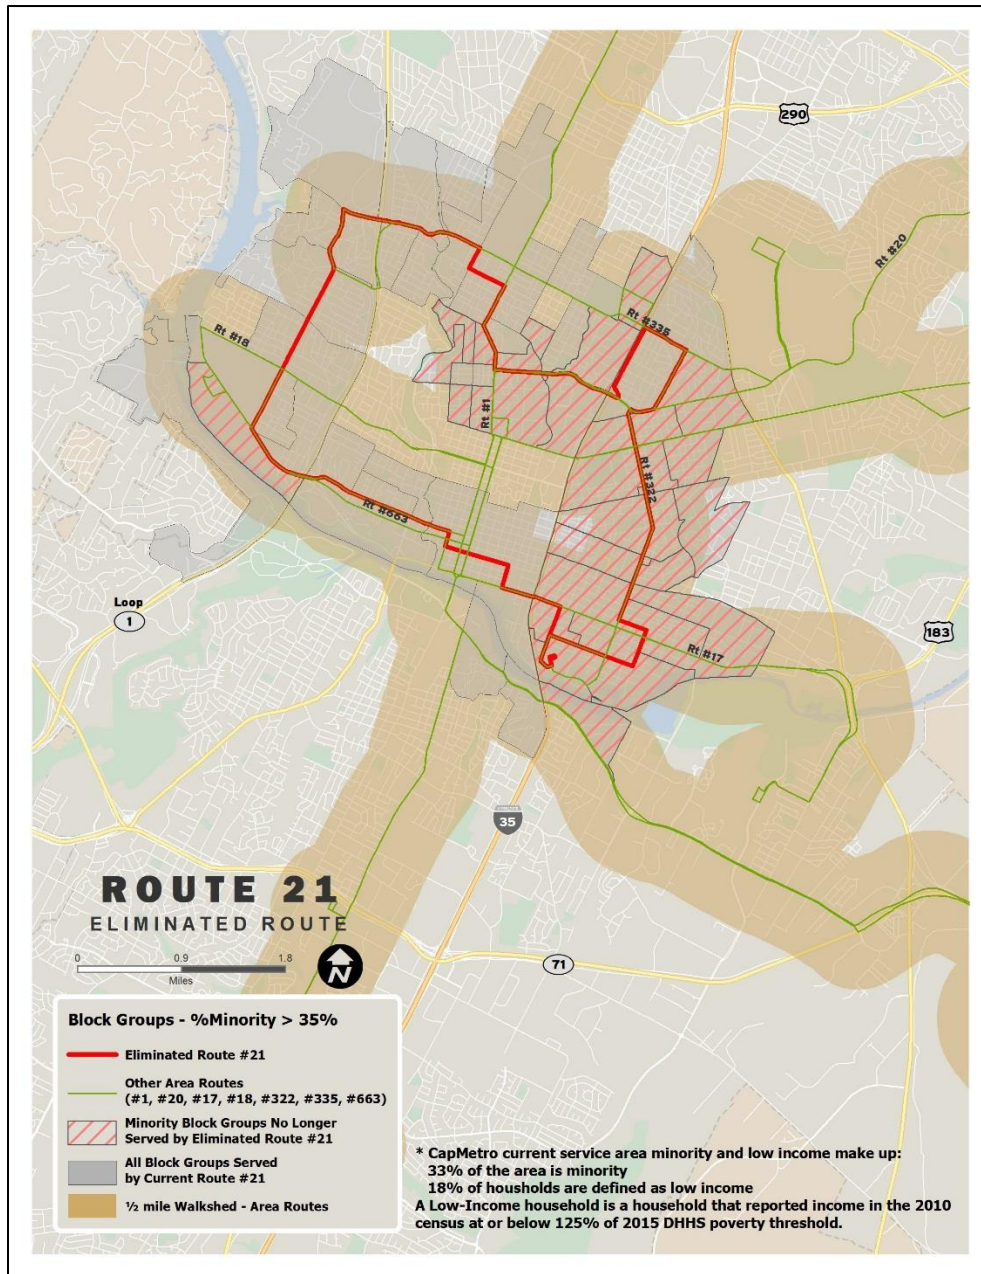 290
Rt #20
Rt #335
Rt #18
Rt #1
Rt #322
Rt #663
Loop
1
183
Rt #17
35
ROUTE 21
ELIMINATED ROUTE
0 0.9 1.8
Miles
N
71
Block Groups - %Minority > 35%
Eliminated Route #21
Other Area Routes
(#1, #20, #17, #18, #322, #335, #663)
Minority Block Groups No Longer
Served by Eliminated Route #21
All Block Groups Served
by Current Route #21
½ mile Walkshed - Area Routes
* CapMetro current service area minority and low income make up:
33% of the area is minority
18% of housholds are defined as low income
A Low-Income household is a household that reported income in the 2010
census at or below 125% of 2015 DHHS poverty threshold.